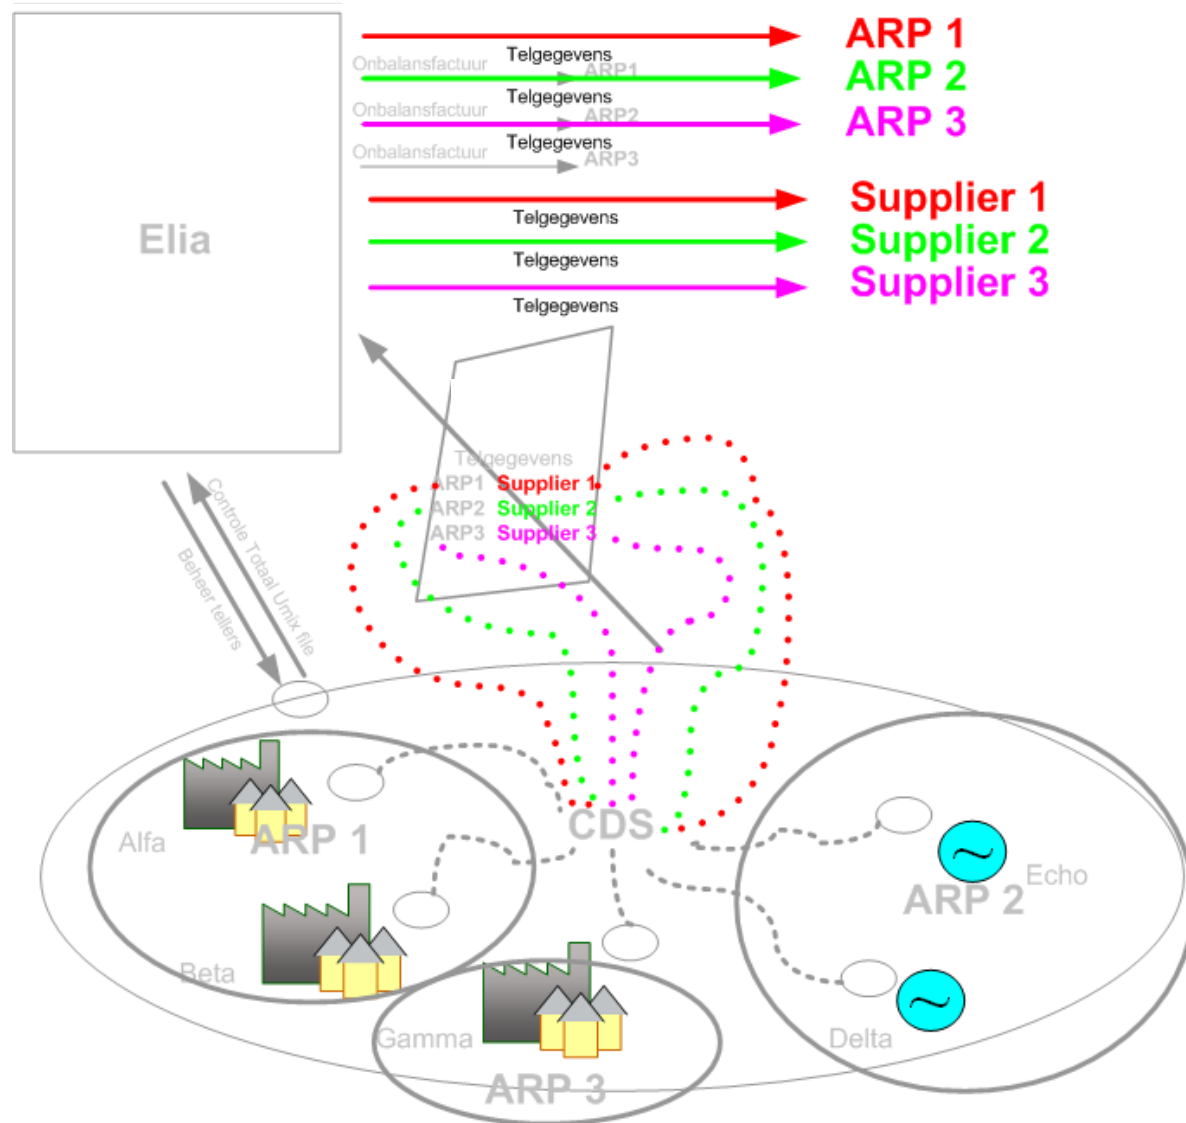 ARP 1
Telgegevens
Onbalansfactuur ARP1
ARP 2
Telgegevens
Onbalansfactuur ARP2
ARP 3
Telgegevens
Onbalansfactuur ARP3
Supplier 1
Telgegevens
Elia
Supplier 2
Telgegevens
Supplier 3
Telgegevens
Telgegevens
ARP1 Supplier 1
ARP2 Supplier 2
ARP3 Supplier 3
Controle Totaal Umix file
Beheer tellers
CDS
Alfa
ARP 1
Echo
ARP 2
Beta
Gamma
Delta
ARP 3